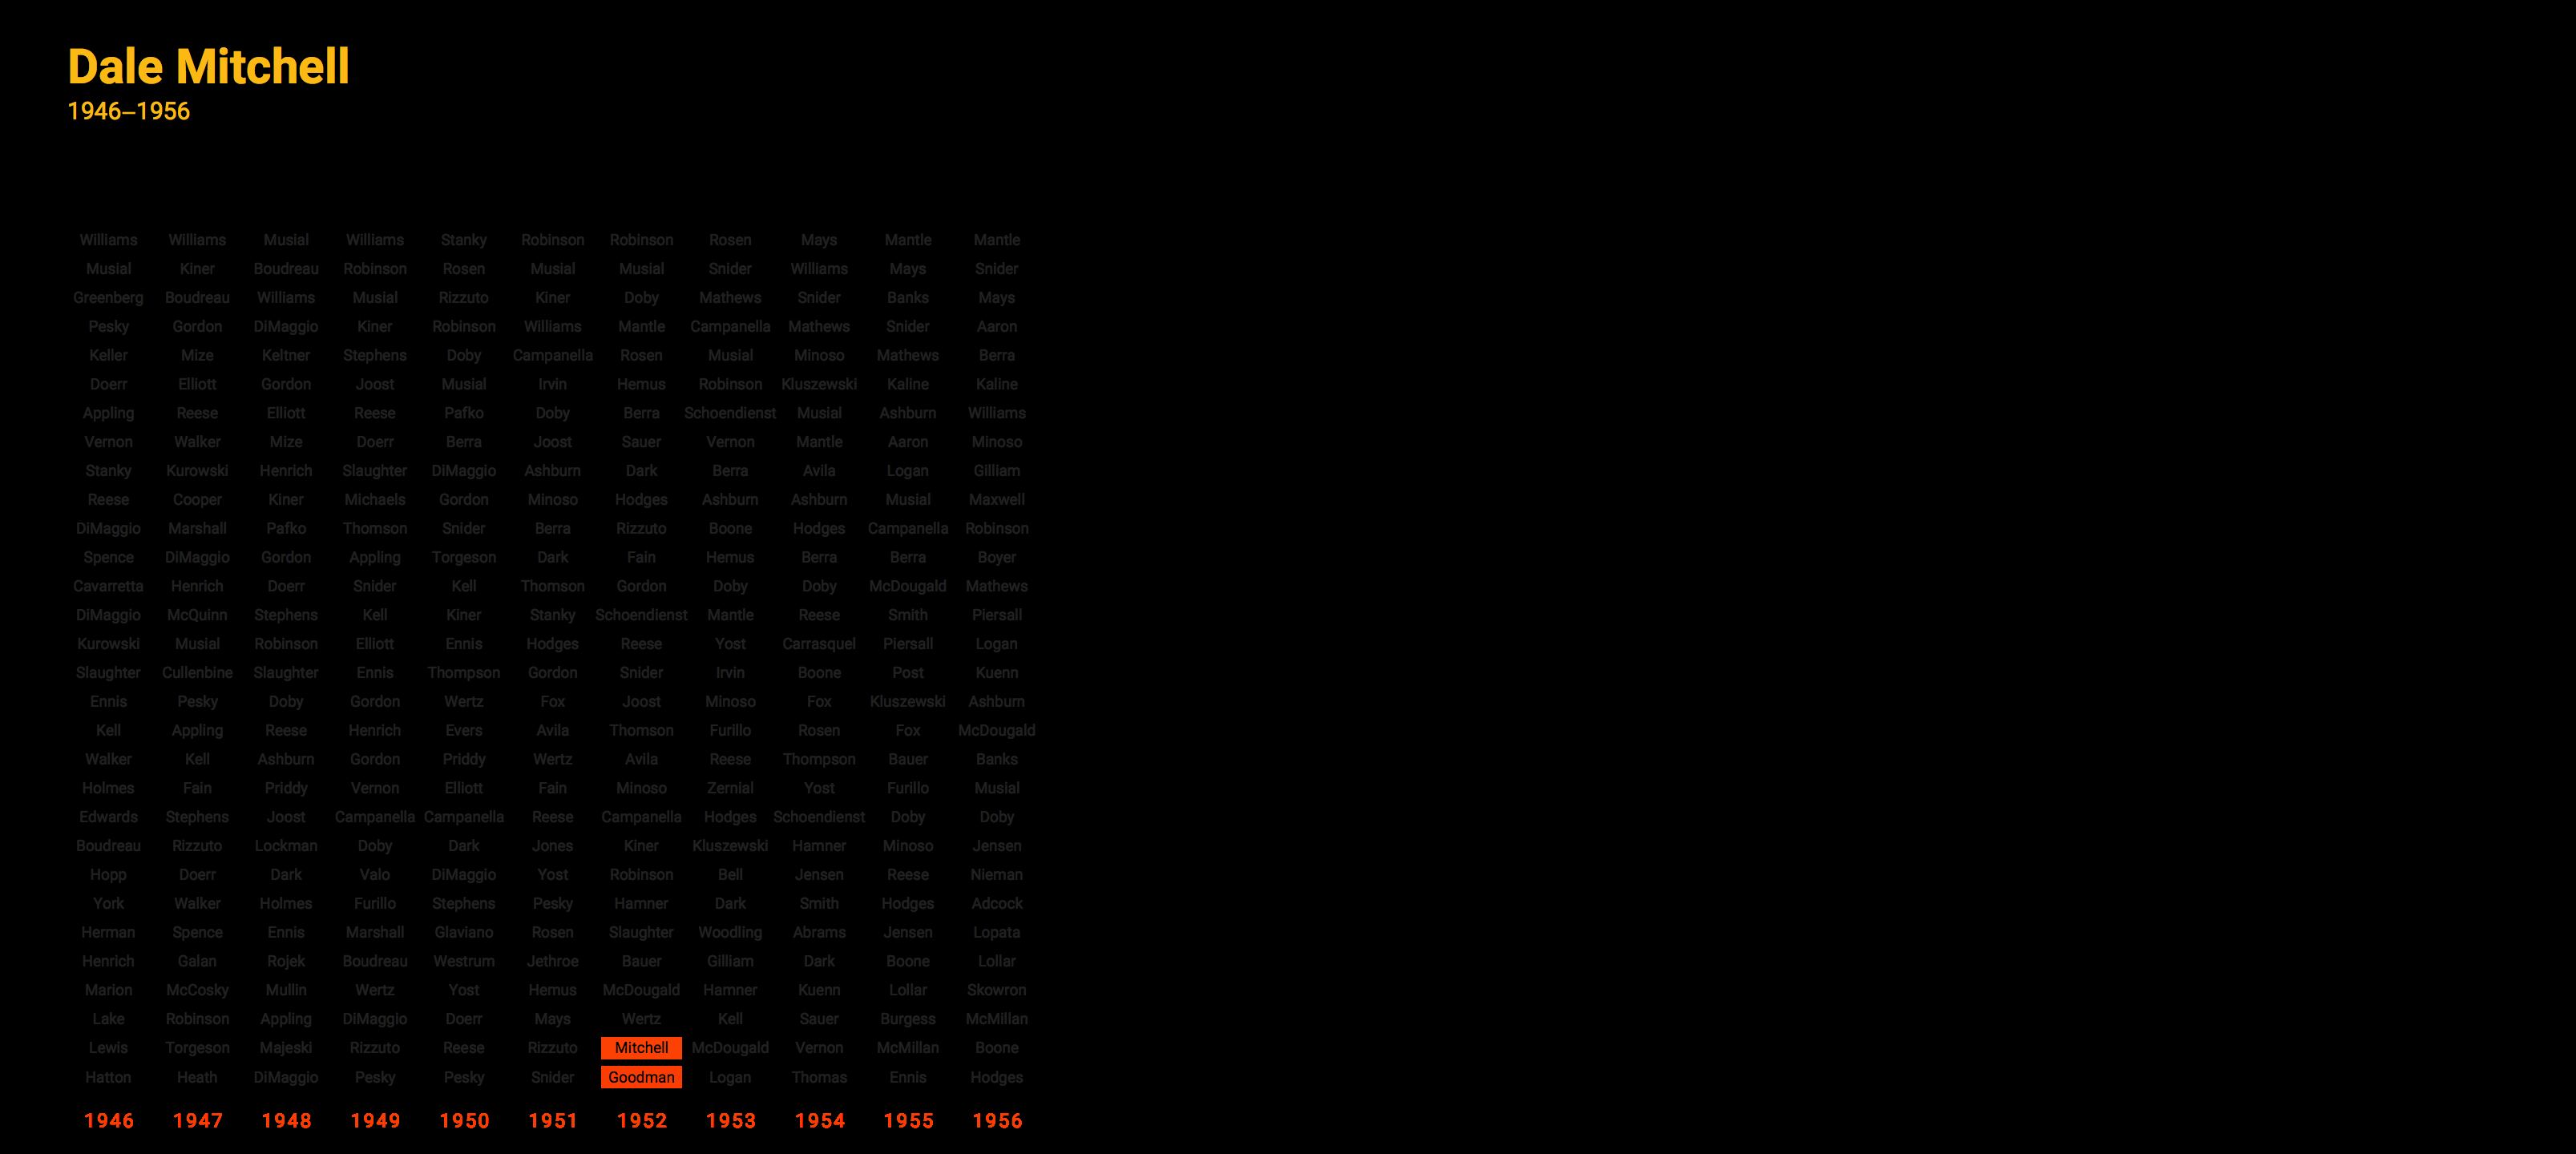 Dale Mitchell
1946–1956
Williams Williams Musial Williams Stanky Robinson Robinson Rosen Mays Mantle Mantle
Musial Kiner Boudreau Robinson Rosen Musial Musial Snider Williams Mays Snider
Greenberg Boudreau Williams Musial Rizzuto Kiner Doby Mathews Snider Banks Mays
Pesky Gordon DiMaggio Kiner Robinson Williams Mantle Campanella Mathews Snider Aaron
Keller Mize Keltner Stephens Doby Campanella Rosen Musial Minoso Mathews Berra
Doerr Elliott Gordon Joost Musial Irvin Hemus Robinson Kluszewski Kaline Kaline
Appling Reese Elliott Reese Pafko Doby Berra Schoendienst Musial Ashburn Williams
Vernon Walker Mize Doerr Berra Joost Sauer Vernon Mantle Aaron Minoso
Stanky Kurowski Henrich Slaughter DiMaggio Ashburn Dark Berra Avila Logan Gilliam
Reese Cooper Kiner Michaels Gordon Minoso Hodges Ashburn Ashburn Musial Maxwell
DiMaggio Marshall Pafko Thomson Snider Berra Rizzuto Boone Hodges Campanella Robinson
Spence DiMaggio Gordon Appling Torgeson Dark Fain Hemus Berra Berra Boyer
Cavarretta Henrich Doerr Snider Kell Thomson Gordon Doby Doby McDougald Mathews
DiMaggio McQuinn Stephens Kell Kiner Stanky Schoendienst Mantle Reese Smith Piersall
Kurowski Musial Robinson Elliott Ennis Hodges Reese Yost Carrasquel Piersall Logan
Slaughter Cullenbine Slaughter Ennis Thompson Gordon Snider Irvin Boone Post Kuenn
Ennis Pesky Doby Gordon Wertz Fox Joost Minoso Fox Kluszewski Ashburn
Kell Appling Reese Henrich Evers Avila Thomson Furillo Rosen Fox McDougald
Walker Kell Ashburn Gordon Priddy Wertz Avila Reese Thompson Bauer Banks
Holmes Fain Priddy Vernon Elliott Fain Minoso Zernial Yost Furillo Musial
Edwards Stephens Joost Campanella Campanella Reese Campanella Hodges Schoendienst Doby Doby
Boudreau Rizzuto Lockman Doby Dark Jones Kiner Kluszewski Hamner Minoso Jensen
Hopp Doerr Dark Valo DiMaggio Yost Robinson Bell Jensen Reese Nieman
York Walker Holmes Furillo Stephens Pesky Hamner Dark Smith Hodges Adcock
Herman Spence Ennis Marshall Glaviano Rosen Slaughter Woodling Abrams Jensen Lopata
Henrich Galan Rojek Boudreau Westrum Jethroe Bauer Gilliam Dark Boone Lollar
Marion McCosky Mullin Wertz Yost Hemus McDougald Hamner Kuenn Lollar Skowron
Lake Robinson Appling DiMaggio Doerr Mays Wertz Kell Sauer Burgess McMillan
Lewis Torgeson Majeski Rizzuto Reese Rizzuto Mitchell McDougald Vernon McMillan Boone
Hatton Heath DiMaggio Pesky Pesky Snider Goodman Logan Thomas Ennis Hodges
1946 1947 1948 1949 1950 1951 1952 1953 1954 1955 1956